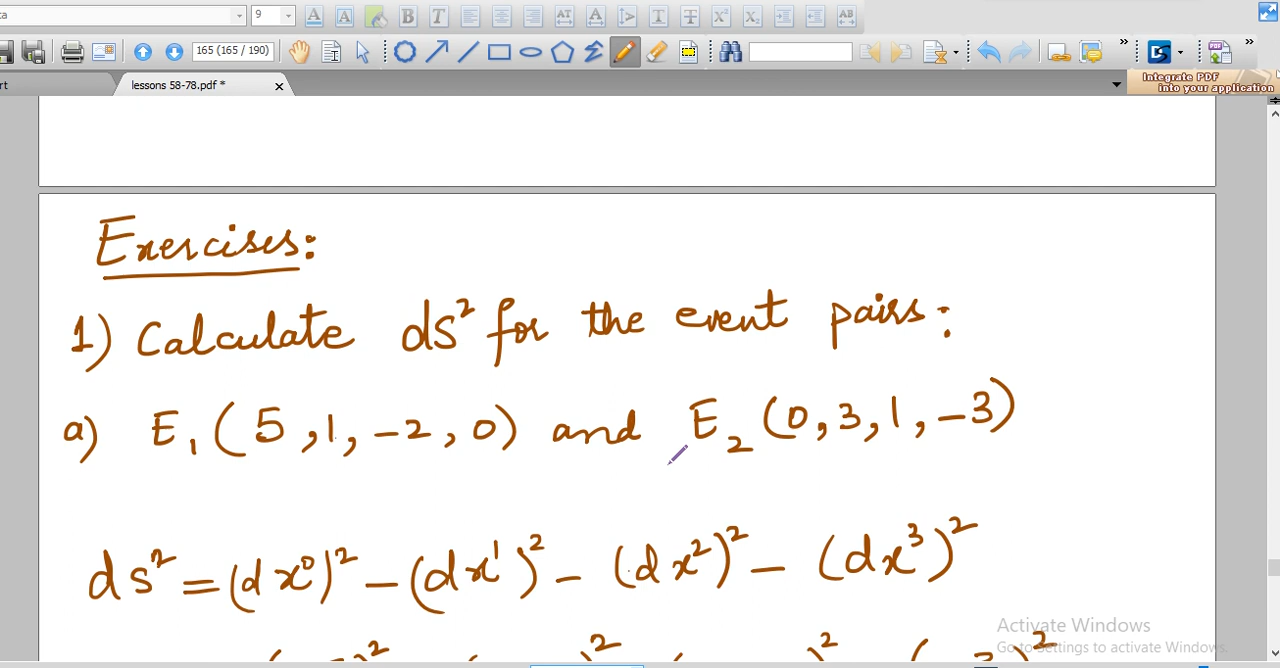 9
165 (165 / 190)
rt
lessons 58-78.pdf *
Integrate PDF
into your application
Exercises:
1) Calculate ds² for the event pairs:
a) E₁ (5, 1, -2, 0) and E₂ (0, 3, 1, -3)
ds² = (dx⁰)² - (dx¹)² - (dx²)² - (dx³)²
Activate Windows
Go to Settings to activate Windows.